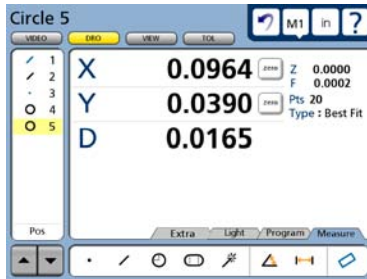 Circle 5
M1 in ?
VIDEO DRO VIEW TOL
1
2
3
4
5
X 0.0964 zero
Y 0.0390 zero
D 0.0165
Z 0.0000
F 0.0002
Pts 20
Type : Best Fit
Pos
Extra Light Program Measure